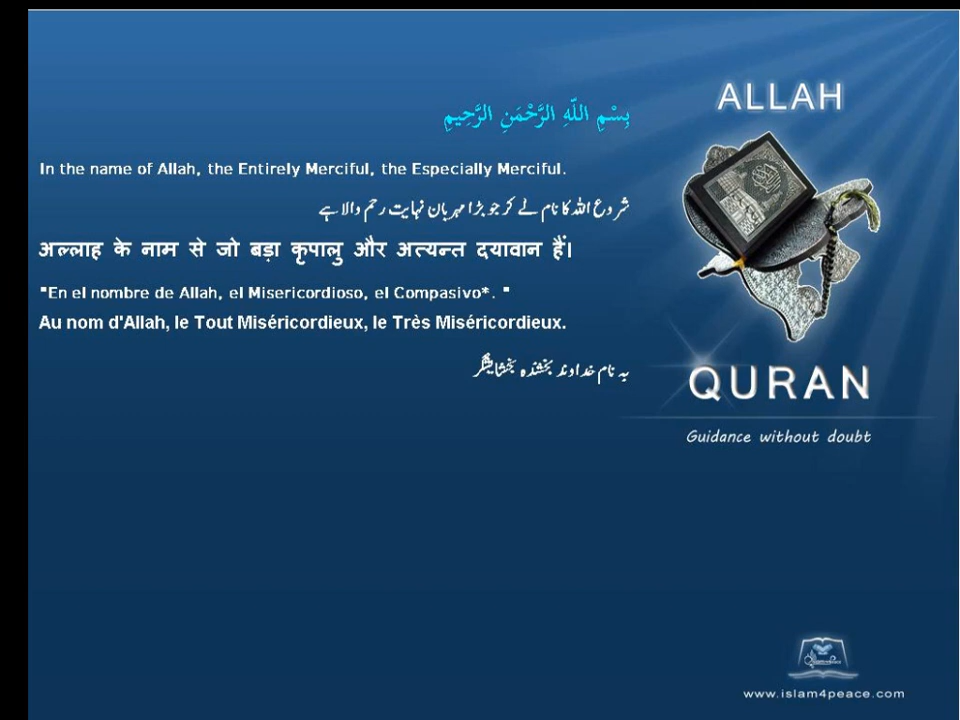 بِسْمِ اللّهِ الرَّحْمَنِ الرَّحِيمِ
In the name of Allah, the Entirely Merciful, the Especially Merciful.
شروع الله کا نام لے کر جو بڑا مہربان نہایت رحم والا ہے
अल्लाह के नाम से जो बड़ा कृपालु और अत्यन्त दयावान हैं।
"En el nombre de Allah, el Misericordioso, el Compasivo*. "
Au nom d'Allah, le Tout Miséricordieux, le Très Miséricordieux.
به نام خداوند بخشنده بخشایشگر
ALLAH
QURAN
Guidance without doubt
www.islam4peace.com